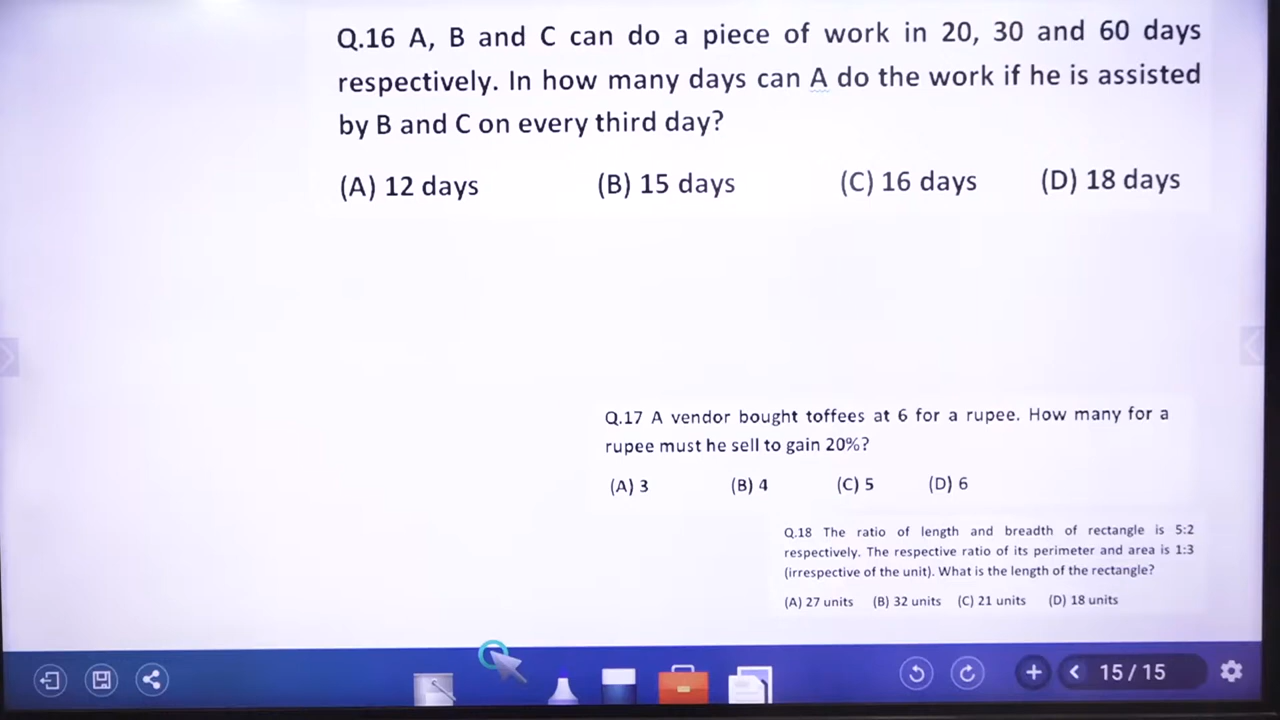 Q.16 A, B and C can do a piece of work in 20, 30 and 60 days
respectively. In how many days can A do the work if he is assisted
by B and C on every third day?
(A) 12 days (B) 15 days (C) 16 days (D) 18 days
Q.17 A vendor bought toffees at 6 for a rupee. How many for a
rupee must he sell to gain 20%?
(A) 3 (B) 4 (C) 5 (D) 6
Q.18 The ratio of length and breadth of rectangle is 5:2
respectively. The respective ratio of its perimeter and area is 1:3
(irrespective of the unit). What is the length of the rectangle?
(A) 27 units (B) 32 units (C) 21 units (D) 18 units
15 / 15